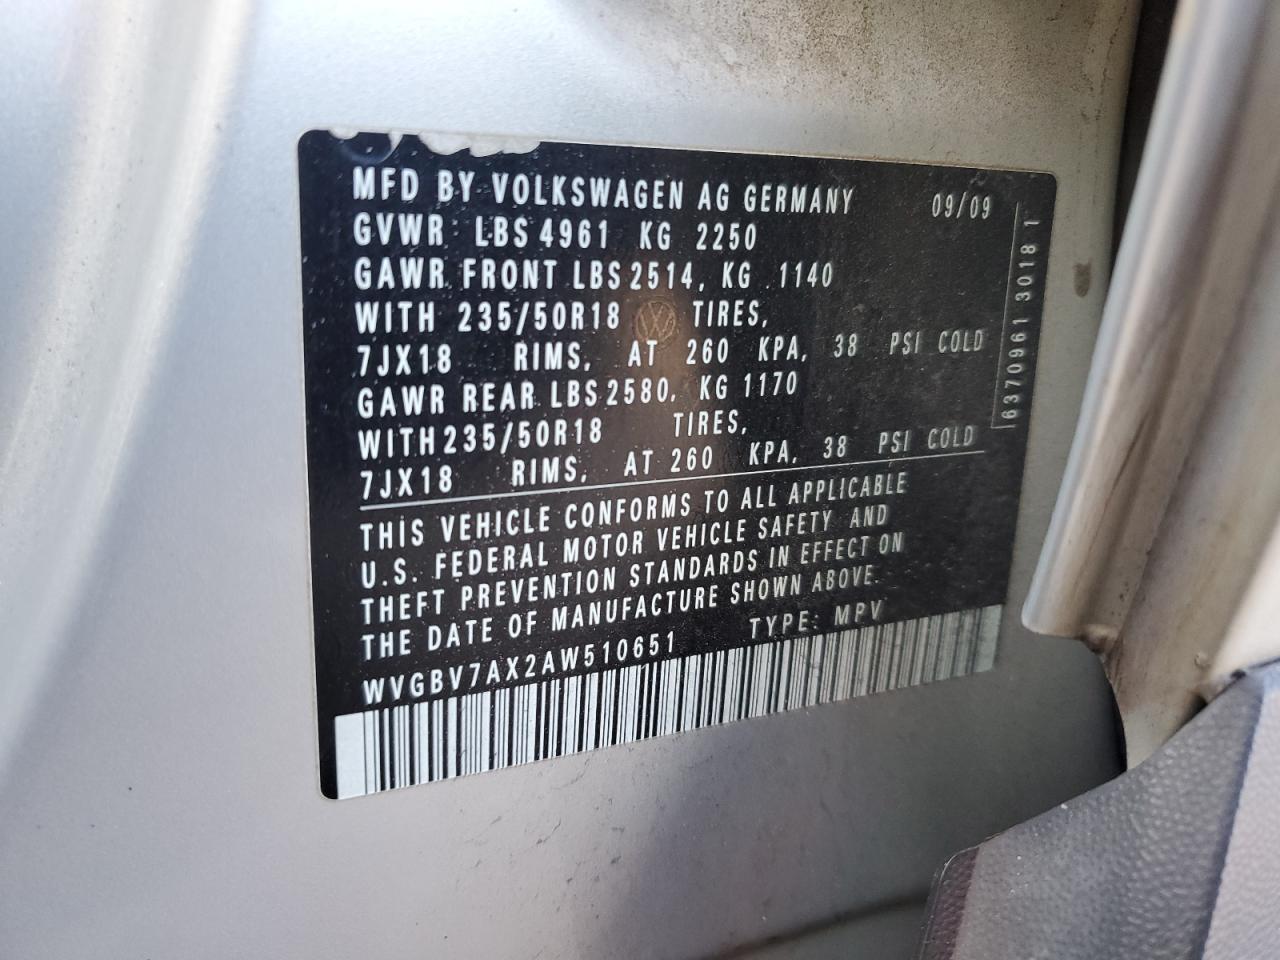 MFD BY VOLKSWAGEN AG GERMANY 09/09
GVWR LBS 4961 KG 2250
GAWR FRONT LBS 2514, KG 1140
WITH 235/50R18 TIRES,
7JX18 RIMS, AT 260 KPA, 38 PSI COLD
GAWR REAR LBS 2580, KG 1170
WITH 235/50R18 TIRES,
7JX18 RIMS, AT 260 KPA, 38 PSI COLD
THIS VEHICLE CONFORMS TO ALL APPLICABLE
U.S. FEDERAL MOTOR VEHICLE SAFETY AND
THEFT PREVENTION STANDARDS IN EFFECT ON
THE DATE OF MANUFACTURE SHOWN ABOVE.
WVGBV7AX2AW510651 TYPE: MPV
6370961 3018 1